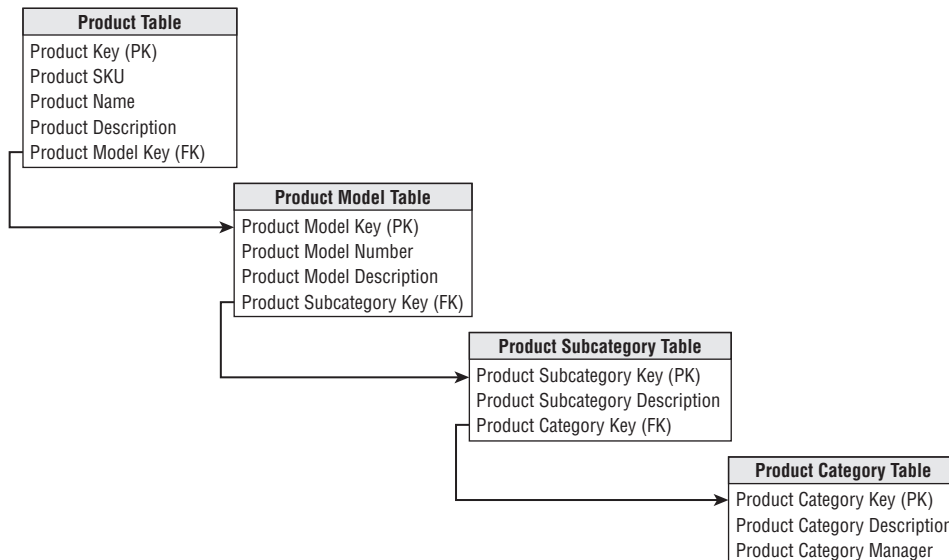 Product Table
Product Key (PK)
Product SKU
Product Name
Product Description
Product Model Key (FK)
Product Model Table
Product Model Key (PK)
Product Model Number
Product Model Description
Product Subcategory Key (FK)
Product Subcategory Table
Product Subcategory Key (PK)
Product Subcategory Description
Product Category Key (FK)
Product Category Table
Product Category Key (PK)
Product Category Description
Product Category Manager